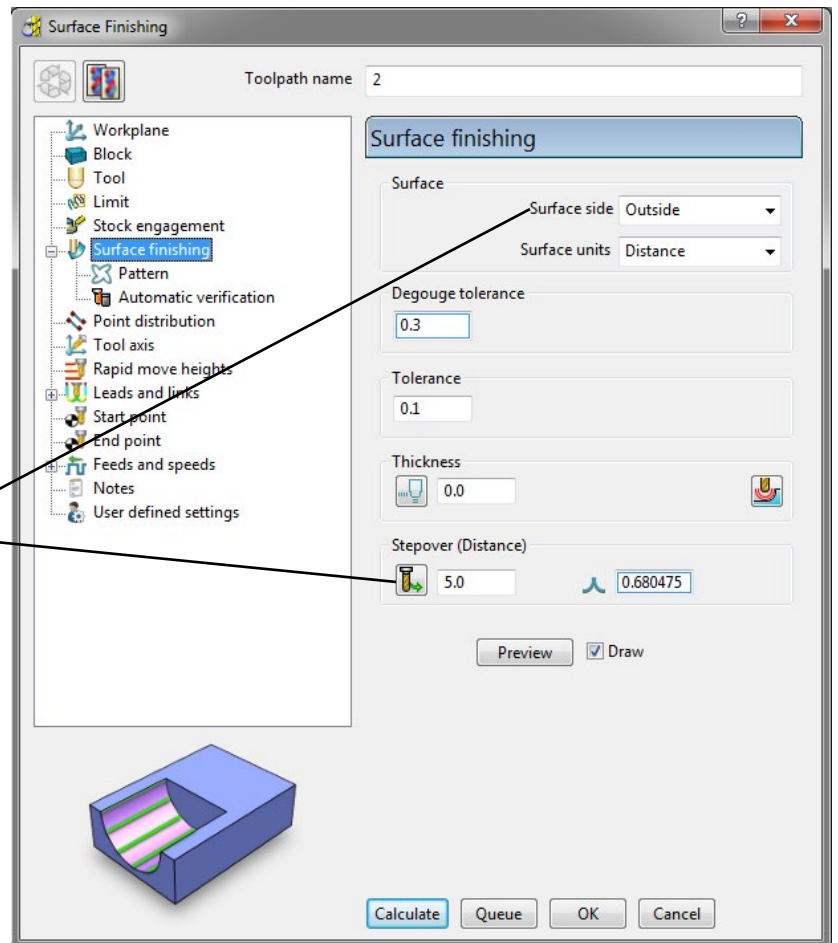 Surface Finishing
Toolpath name 2
Workplane
Block
Tool
Limit
Stock engagement
Surface finishing
Pattern
Automatic verification
Point distribution
Tool axis
Rapid move heights
Leads and links
Start point
End point
Feeds and speeds
Notes
User defined settings
Surface finishing
Surface
Surface side Outside
Surface units Distance
Degouge tolerance
0.3
Tolerance
0.1
Thickness
0.0
Stepover (Distance)
5.0 0.680475
Preview Draw
Calculate Queue OK Cancel